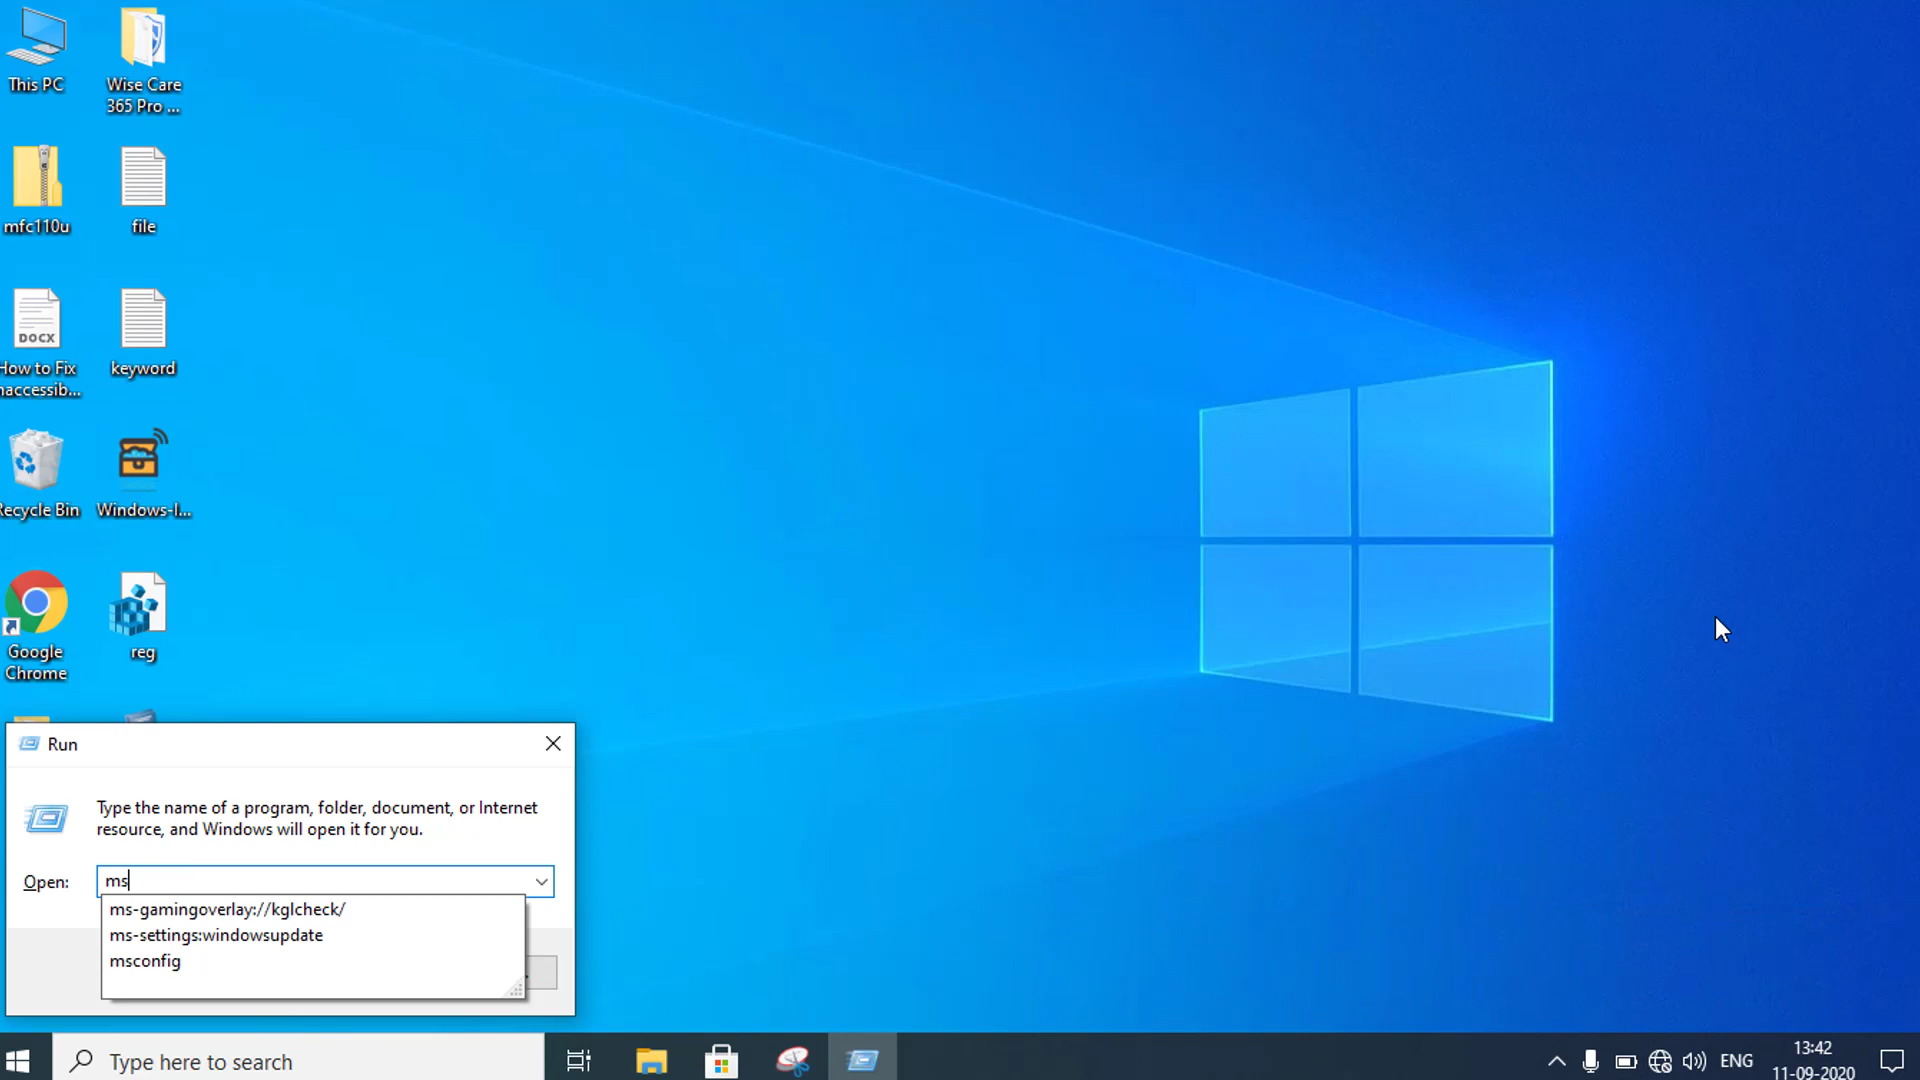 This PC
Wise Care
365 Pro ...
mfc110u
file
How to Fix
naccessib...
keyword
Recycle Bin
Windows-I...
Google
Chrome
reg
Run
Type the name of a program, folder, document, or Internet
resource, and Windows will open it for you.
Open:
ms
ms-gamingoverlay://kglcheck/
ms-settings:windowsupdate
msconfig
Type here to search
ENG
13:42
11-09-2020